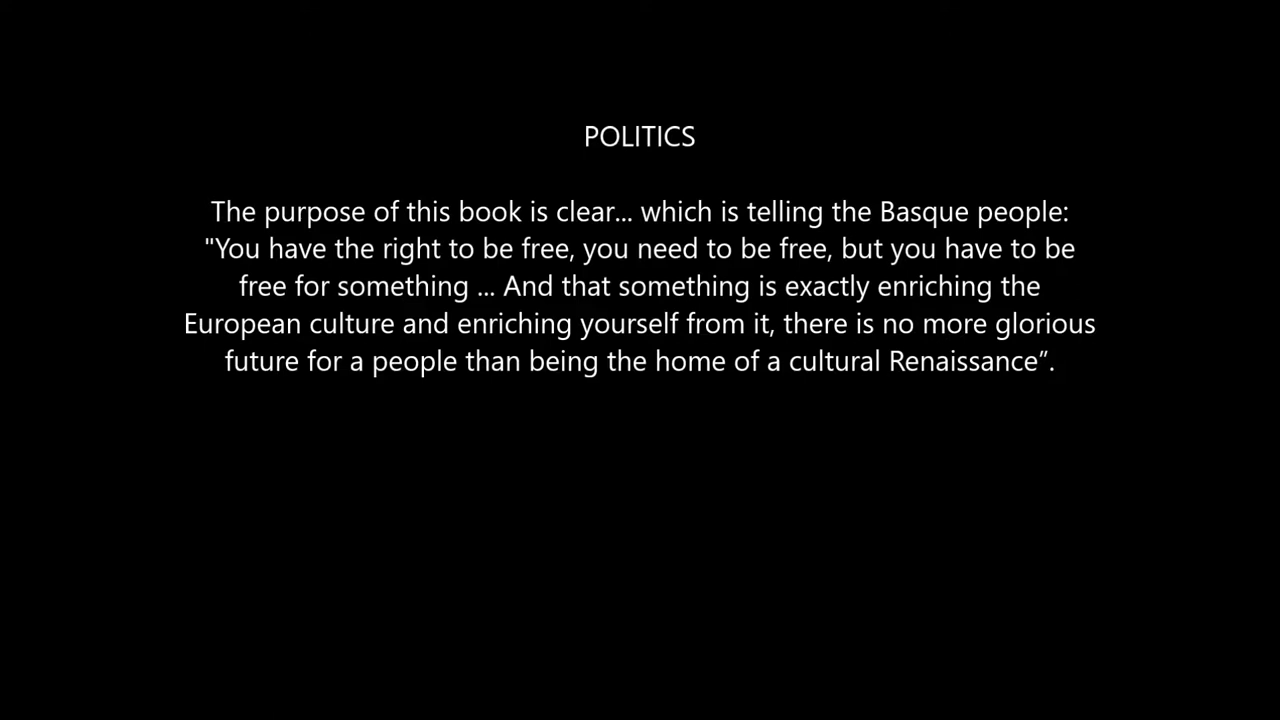 POLITICS
The purpose of this book is clear... which is telling the Basque people:
"You have the right to be free, you need to be free, but you have to be
free for something ... And that something is exactly enriching the
European culture and enriching yourself from it, there is no more glorious
future for a people than being the home of a cultural Renaissance”.